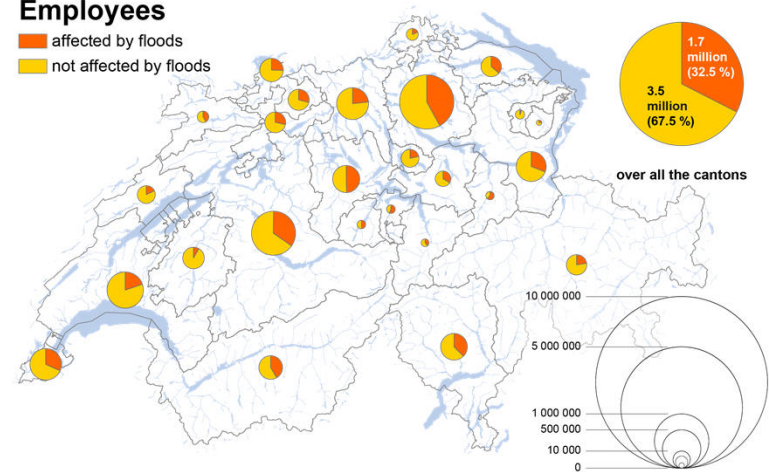 Employees
affected by floods
not affected by floods
1.7
million
(32.5 %)
3.5
million
(67.5 %)
over all the cantons
10 000 000
5 000 000
1 000 000
500 000
10 000
0